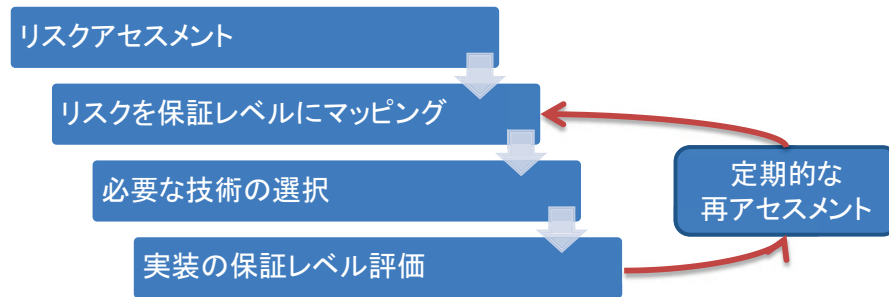 リスクアセスメント
リスクを保証レベルにマッピング
必要な技術の選択
実装の保証レベル評価
定期的な
再アセスメント